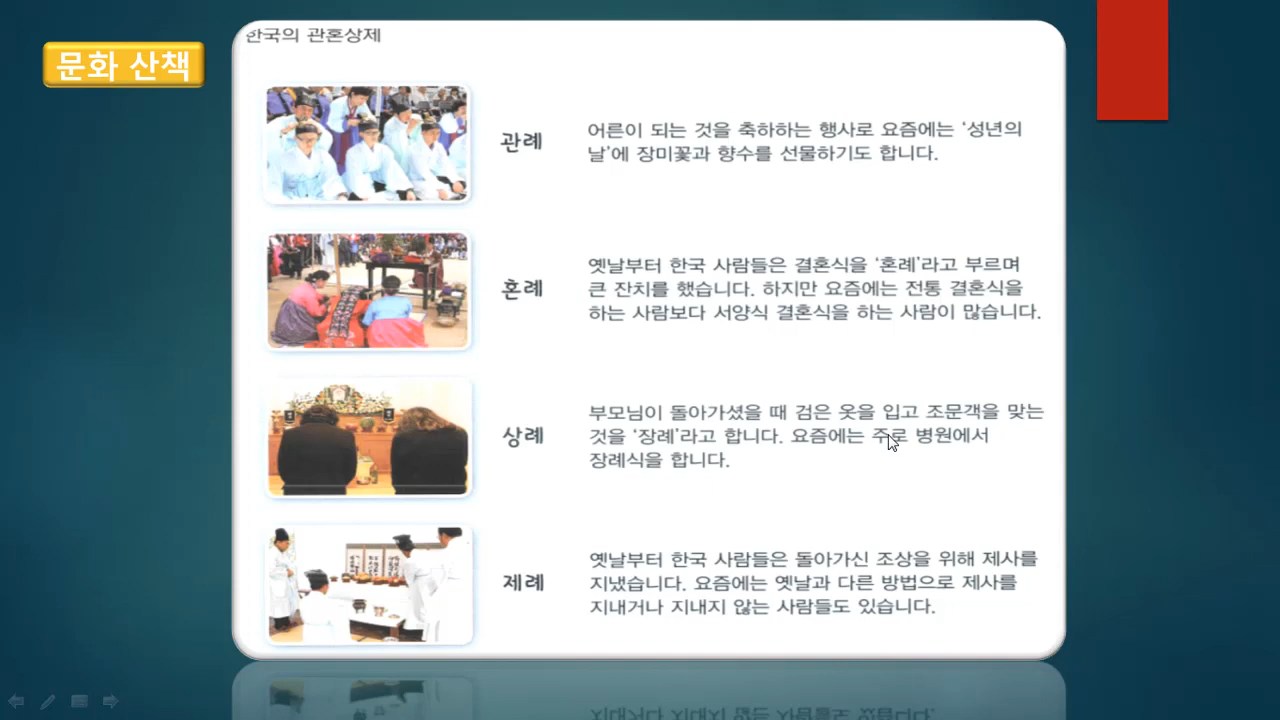 한국의 관혼상제
문화 산책
관례
어른이 되는 것을 축하하는 행사로 요즘에는 ‘성년의
날’에 장미꽃과 향수를 선물하기도 합니다.
혼례
옛날부터 한국 사람들은 결혼식을 ‘혼례’라고 부르며
큰 잔치를 했습니다. 하지만 요즘에는 전통 결혼식을
하는 사람보다 서양식 결혼식을 하는 사람이 많습니다.
상례
부모님이 돌아가셨을 때 검은 옷을 입고 조문객을 맞는
것을 ‘장례’라고 합니다. 요즘에는 주로 병원에서
장례식을 합니다.
제례
옛날부터 한국 사람들은 돌아가신 조상을 위해 제사를
지냈습니다. 요즘에는 옛날과 다른 방법으로 제사를
지내거나 지내지 않는 사람들도 있습니다.